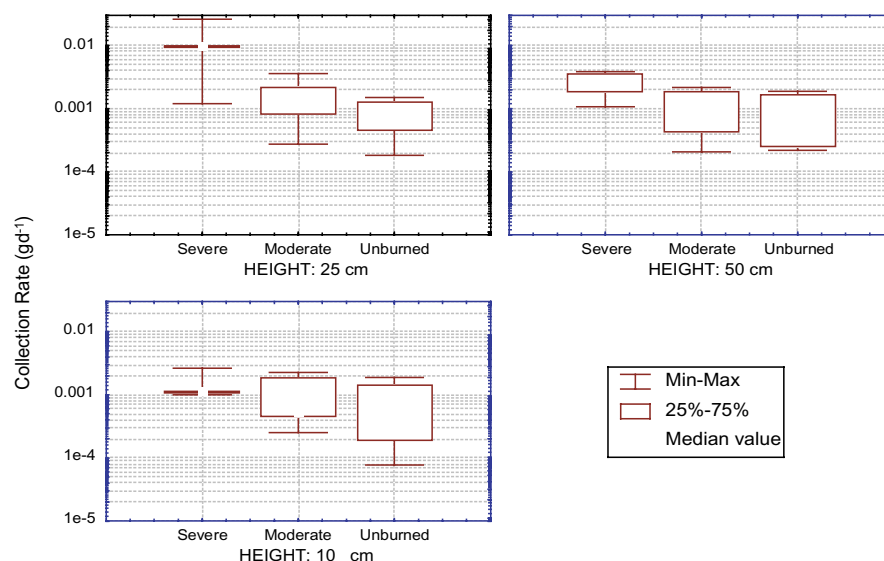 Collection Rate (gd⁻¹)
0.01
0.001
1e-4
1e-5
Severe Moderate Unburned
HEIGHT: 25 cm
Severe Moderate Unburned
HEIGHT: 50 cm
0.01
0.001
1e-4
1e-5
Severe Moderate Unburned
HEIGHT: 10 cm
Min-Max
25%-75%
Median value